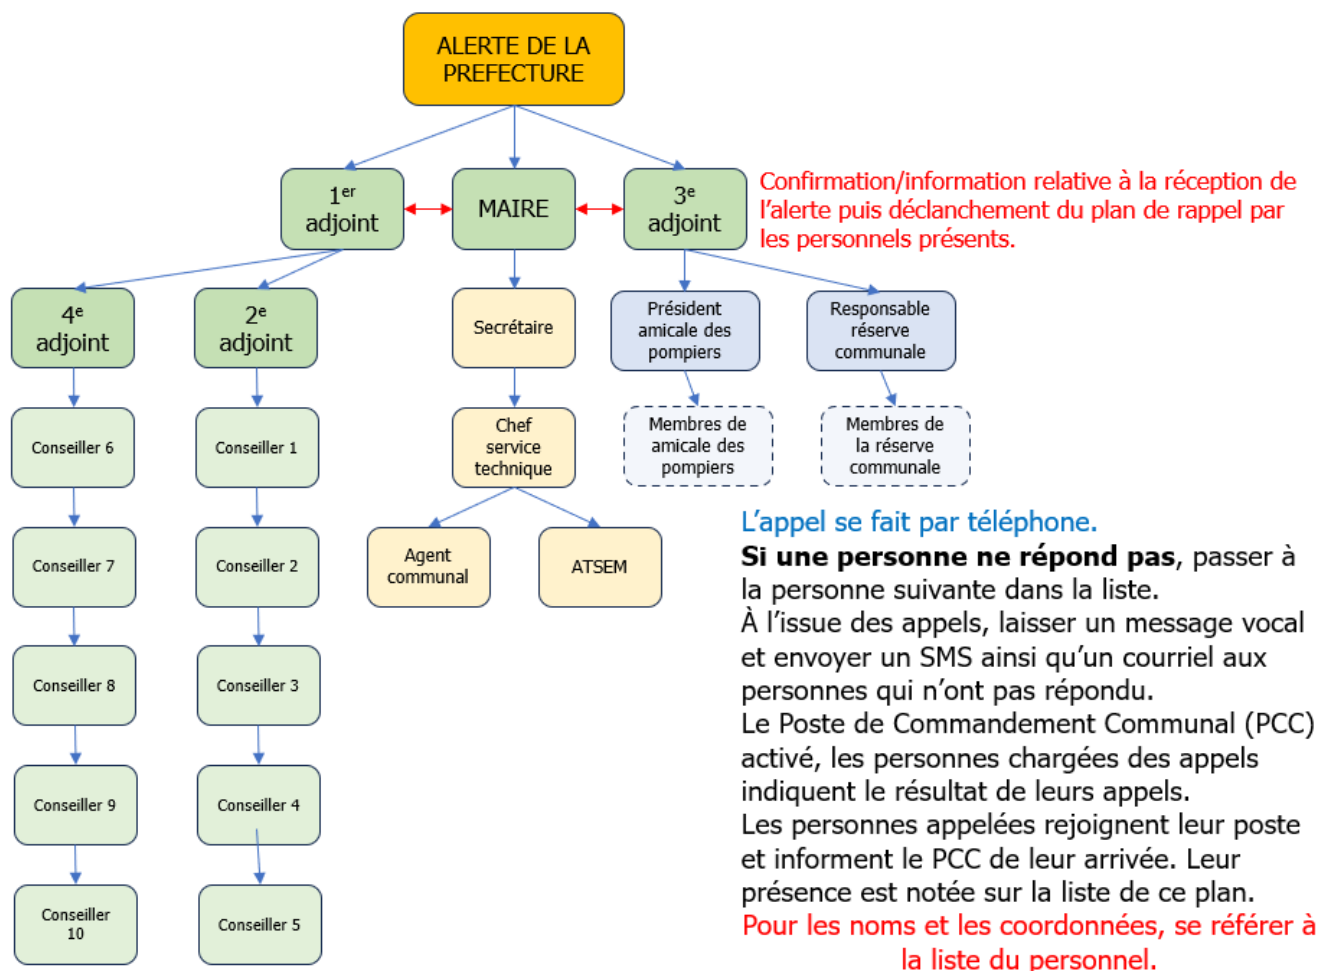 ALERTE DE LA
PREFECTURE
1er
adjoint
MAIRE
3e
adjoint
Confirmation/information relative à la réception de
l’alerte puis déclanchement du plan de rappel par
les personnels présents.
4e
adjoint
2e
adjoint
Secrétaire
Président
amicale des
pompiers
Responsable
réserve
communale
Conseiller 6
Conseiller 1
Chef
service
technique
Membres de
amicale des
pompiers
Membres de
la réserve
communale
Conseiller 7
Conseiller 2
Agent
communal
ATSEM
Conseiller 8
Conseiller 3
Conseiller 9
Conseiller 4
Conseiller
10
Conseiller 5
L’appel se fait par téléphone.
Si une personne ne répond pas, passer à
la personne suivante dans la liste.
À l’issue des appels, laisser un message vocal
et envoyer un SMS ainsi qu’un courriel aux
personnes qui n’ont pas répondu.
Le Poste de Commandement Communal (PCC)
activé, les personnes chargées des appels
indiquent le résultat de leurs appels.
Les personnes appelées rejoignent leur poste
et informent le PCC de leur arrivée. Leur
présence est notée sur la liste de ce plan.
Pour les noms et les coordonnées, se référer à
la liste du personnel.